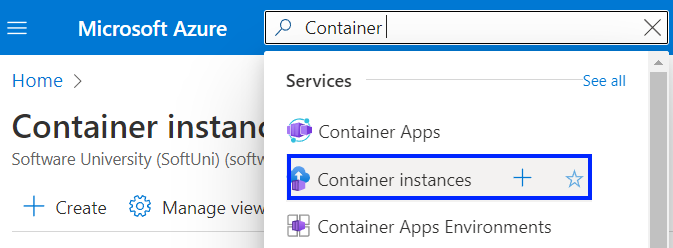 Microsoft Azure
Container
Home
Services
See all
Container instanc
Software University (SoftUni) (softw
Create
Manage view
Container Apps
Container instances
Container Apps Environments